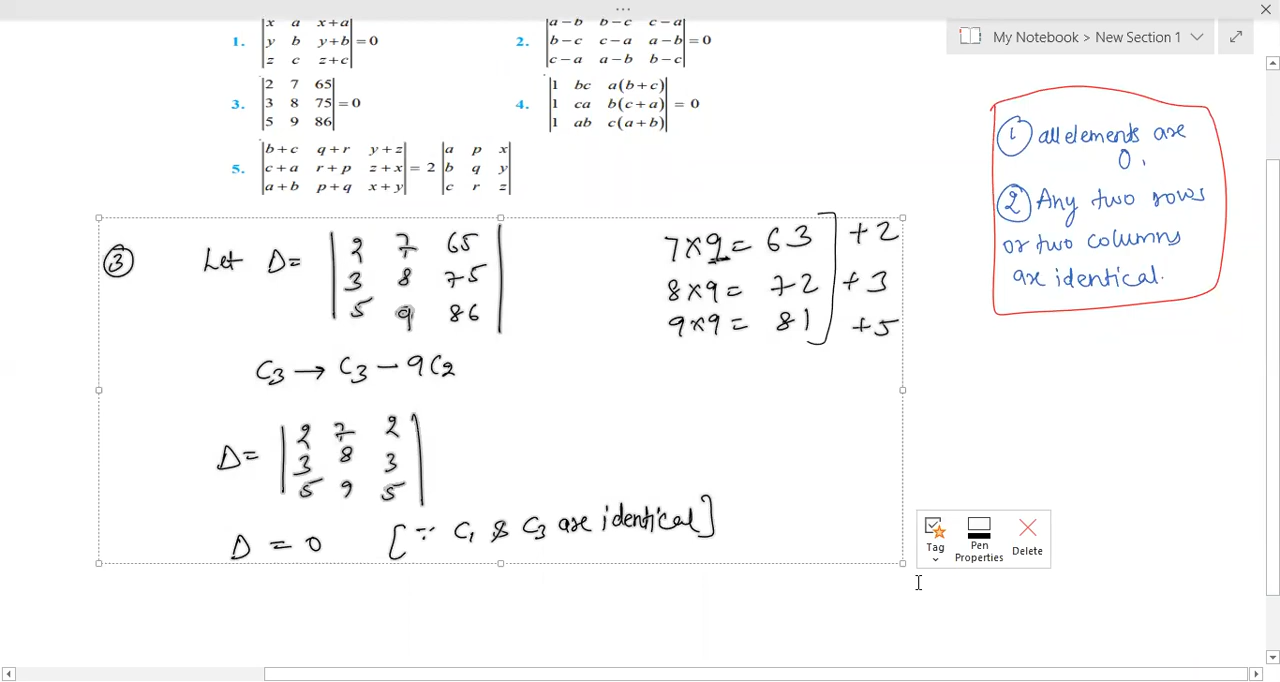 My Notebook > New Section 1
1. |x a x+a|
|y b y+b| = 0
|z c z+c|
2. |a−b b−c c−a|
|b−c c−a a−b| = 0
|c−a a−b b−c|
3. |2 7 65|
|3 8 75| = 0
|5 9 86|
4. |1 bc a(b+c)|
|1 ca b(c+a)| = 0
|1 ab c(a+b)|
5. |b+c q+r y+z| |a p x|
|c+a r+p z+x| = 2 |b q y|
|a+b p+q x+y| |c r z|
③ Let Δ = |2 7 65|
|3 8 75|
|5 9 86|
C3 → C3 − 9C2
Δ = |2 7 2|
|3 8 3|
|5 9 5|
Δ = 0 [∵ C1 & C3 are identical]
7×9 = 63 ] +2
8×9 = 72 ] +3
9×9 = 81 ] +5
① all elements are
0.
② Any two rows
or two columns
are identical.
Tag
Pen
Properties
Delete